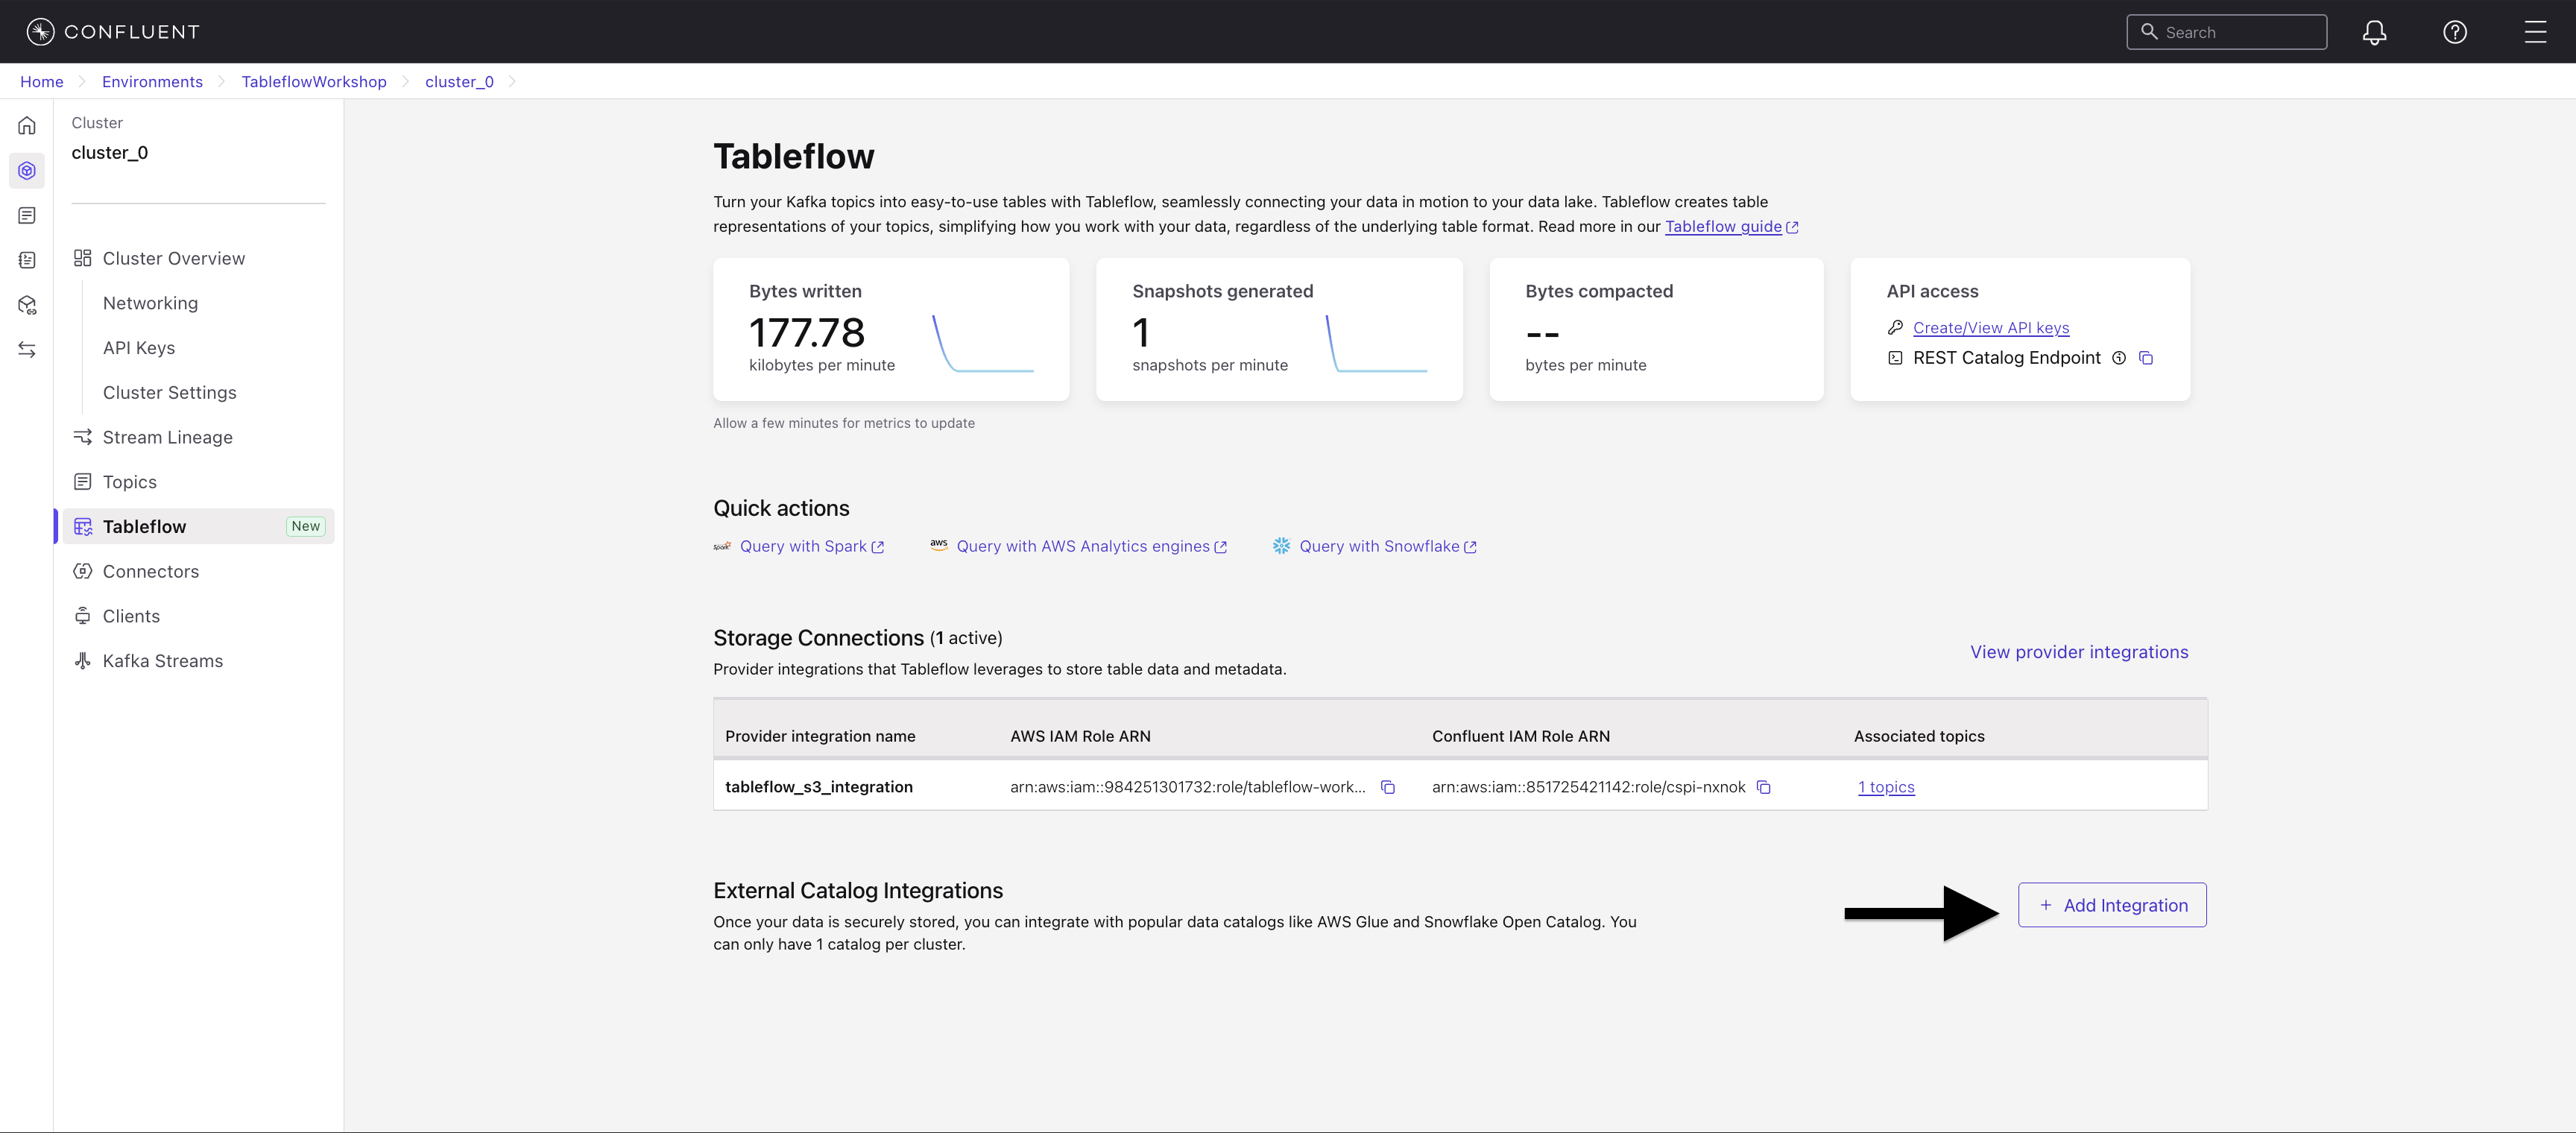 CONFLUENT
Search
Home
Environments
TableflowWorkshop
cluster_0
Cluster
cluster_0
Cluster Overview
Networking
API Keys
Cluster Settings
Stream Lineage
Topics
Tableflow New
Connectors
Clients
Kafka Streams
Tableflow
Turn your Kafka topics into easy-to-use tables with Tableflow, seamlessly connecting your data in motion to your data lake. Tableflow creates table
representations of your topics, simplifying how you work with your data, regardless of the underlying table format. Read more in our Tableflow guide
Bytes written
177.78
kilobytes per minute
Snapshots generated
1
snapshots per minute
Bytes compacted
--
bytes per minute
API access
Create/View API keys
REST Catalog Endpoint
Allow a few minutes for metrics to update
Quick actions
Spark Query with Spark
aws Query with AWS Analytics engines
Query with Snowflake
Storage Connections (1 active)
Provider integrations that Tableflow leverages to store table data and metadata.
View provider integrations
Provider integration name AWS IAM Role ARN Confluent IAM Role ARN Associated topics
tableflow_s3_integration arn:aws:iam::984251301732:role/tableflow-work... arn:aws:iam::851725421142:role/cspi-nxnok 1 topics
External Catalog Integrations
Once your data is securely stored, you can integrate with popular data catalogs like AWS Glue and Snowflake Open Catalog. You
can only have 1 catalog per cluster.
+ Add Integration